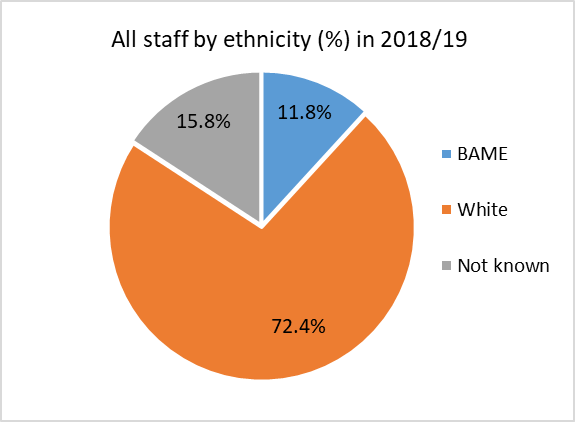 All staff by ethnicity (%) in 2018/19
15.8%
11.8%
72.4%
BAME
White
Not known